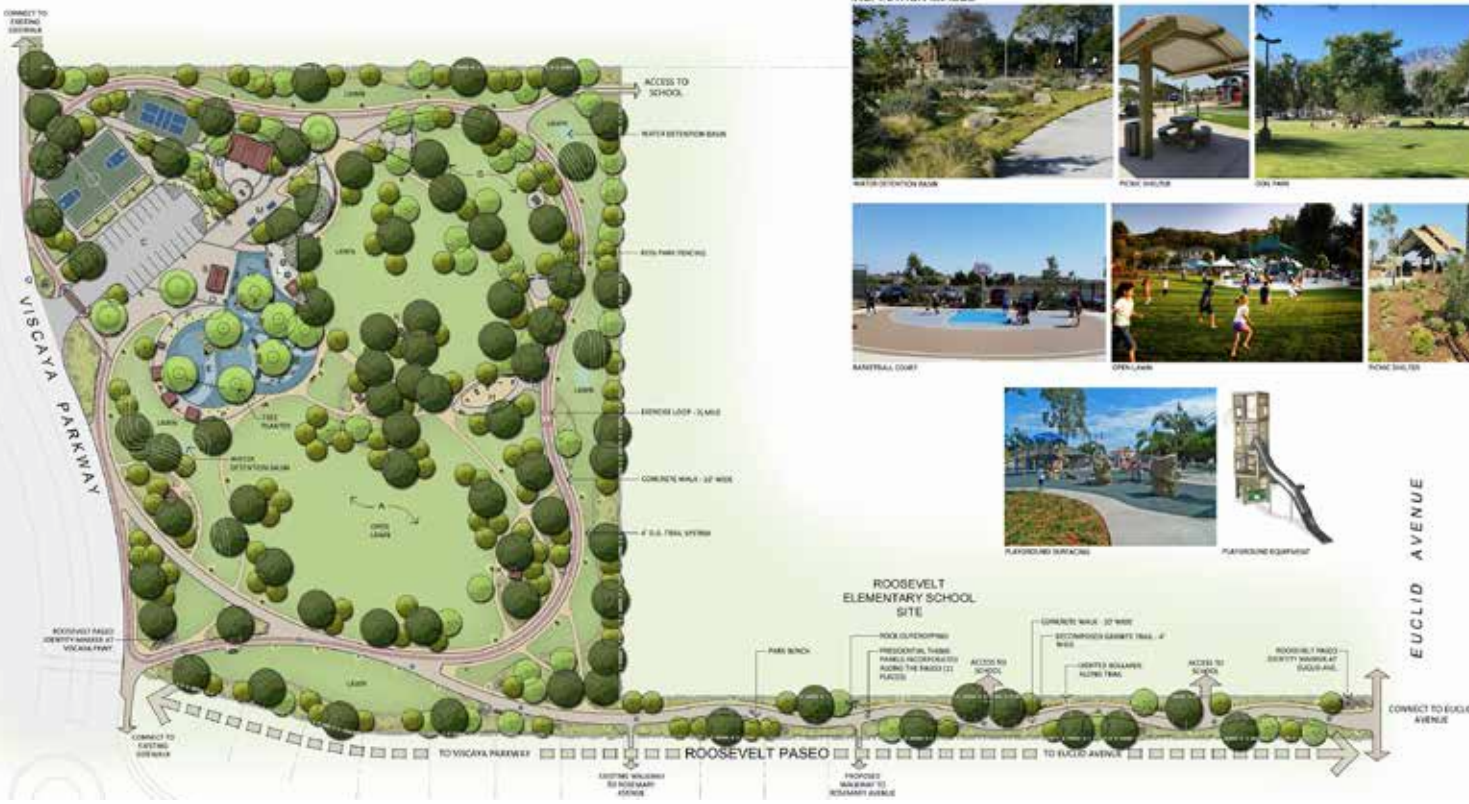 CONNECT TO
EXISTING
SIDEWALK
ACCESS TO
SCHOOL
LAWN
LAWN
WATER DETENTION BASIN
LAWN
PARK FENCING
VISCAYA PARKWAY
C
G
H
LAWN
TREE
PLANTER
LAWN
WATER
DETENTION BASIN
EXERCISE LOOP
CONCRETE WALK - 10' WIDE
4' D.G. TRAIL SYSTEM
A
OPEN
LAWN
LAWN
ROOSEVELT PASEO
IDENTITY MARKER AT
VISCAYA PKWY
CONNECT TO
EXISTING
SIDEWALK
TO VISCAYA PARKWAY
ROOSEVELT PASEO
TO EUCLID AVENUE
EXISTING WALKWAY
TO ROSEMARY
AVENUE
PROPOSED
WALKWAY TO
ROSEMARY AVENUE
PARK BENCH
ROCK OUTCROPPING
PRESIDENTIAL THEME
PANELS INCORPORATED
ALONG THE PASEO
ROOSEVELT
ELEMENTARY SCHOOL
SITE
ACCESS TO
SCHOOL
CONCRETE WALK - 10' WIDE
DECOMPOSED GRANITE TRAIL - 4'
WIDE
LIGHTED BOLLARDS
ALONG TRAIL
ACCESS TO
SCHOOL
ROOSEVELT PASEO
IDENTITY MARKER AT
EUCLID AVE.
CONNECT TO EUCLID
AVENUE
EUCLID AVENUE
WATER DETENTION BASIN
PICNIC SHELTER
BASKETBALL COURT
OPEN LAWN
PICNIC SHELTER
PLAYGROUND SURFACING
PLAYGROUND EQUIPMENT